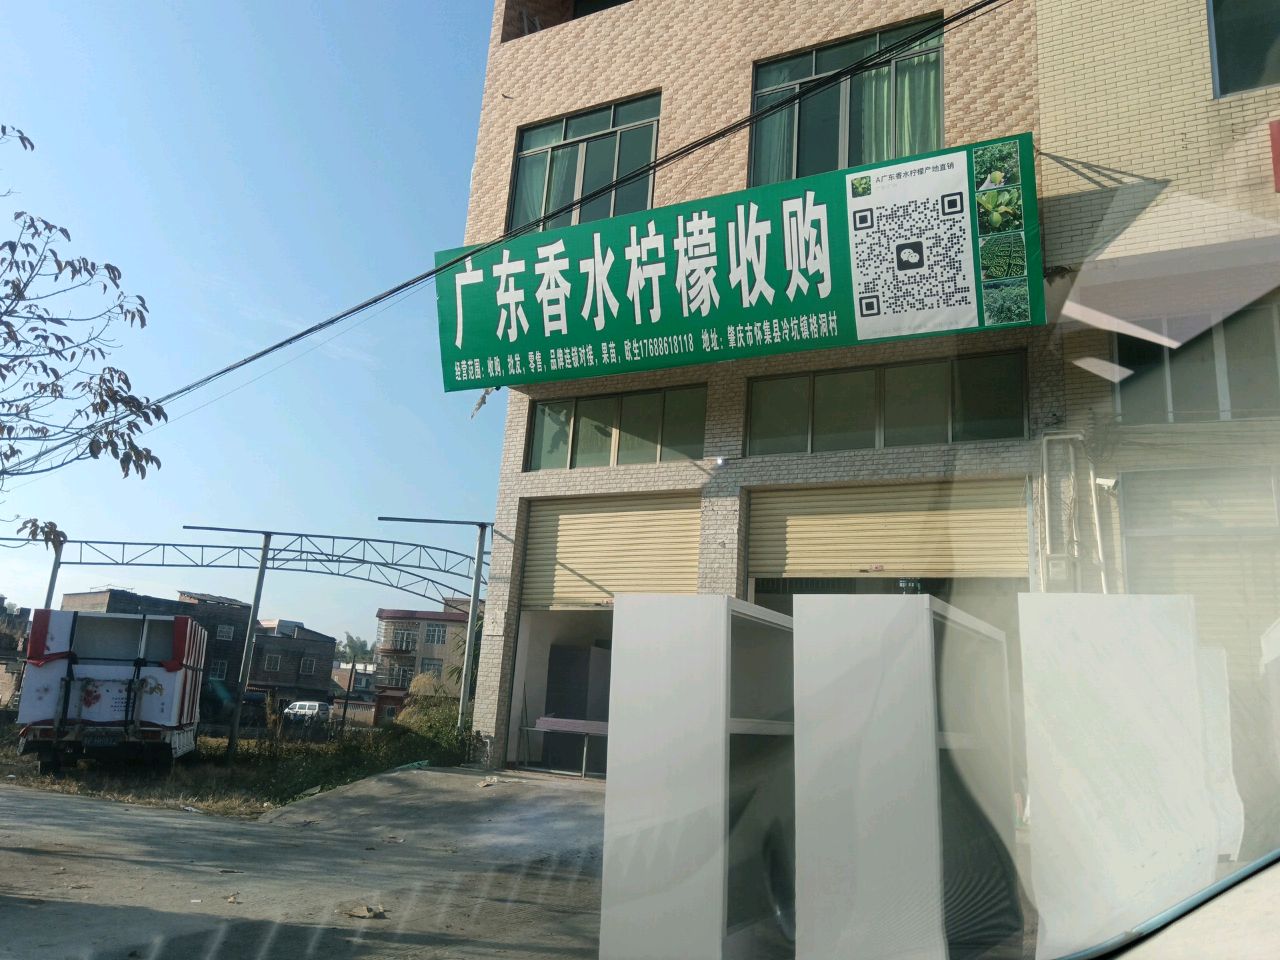 广东香水柠檬收购
经营范围：收购，批发，零售，品牌连锁对接，果苗，欧生17688618118 地址：肇庆市怀集县冷坑镇格洞村
A广东香水柠檬产地直销